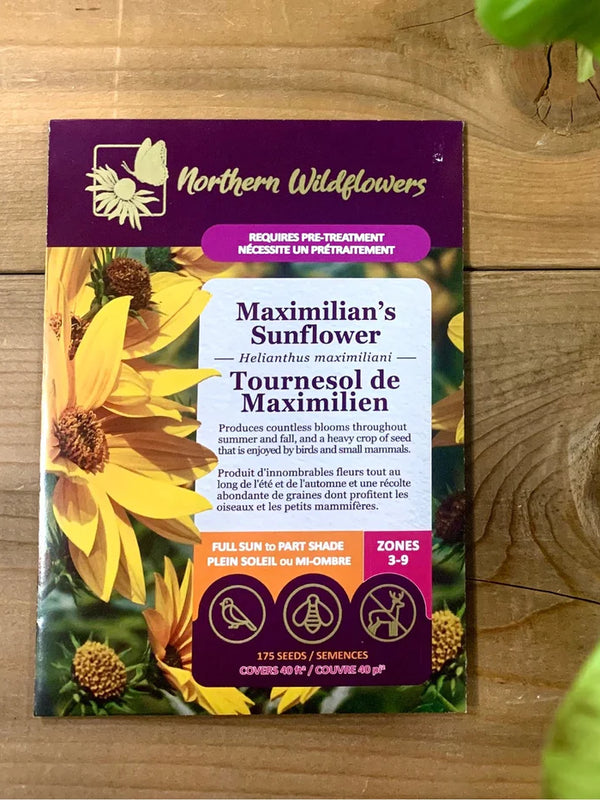 Northern Wildflowers
REQUIRES PRE-TREATMENT
NÉCESSITE UN PRÉTRAITEMENT
Maximilian's
Sunflower
Helianthus maximiliani
Tournesol de
Maximilien
Produces countless blooms throughout
summer and fall, and a heavy crop of seed
that is enjoyed by birds and small mammals.
Produit d'innombrables fleurs tout au
long de l'été et de l'automne et une récolte
abondante de graines dont profitent les
oiseaux et les petits mammifères.
FULL SUN to PART SHADE
PLEIN SOLEIL ou MI-OMBRE
ZONES
3-9
175 SEEDS / SEMENCES
COVERS 40 ft² / COUVRE 40 pi²